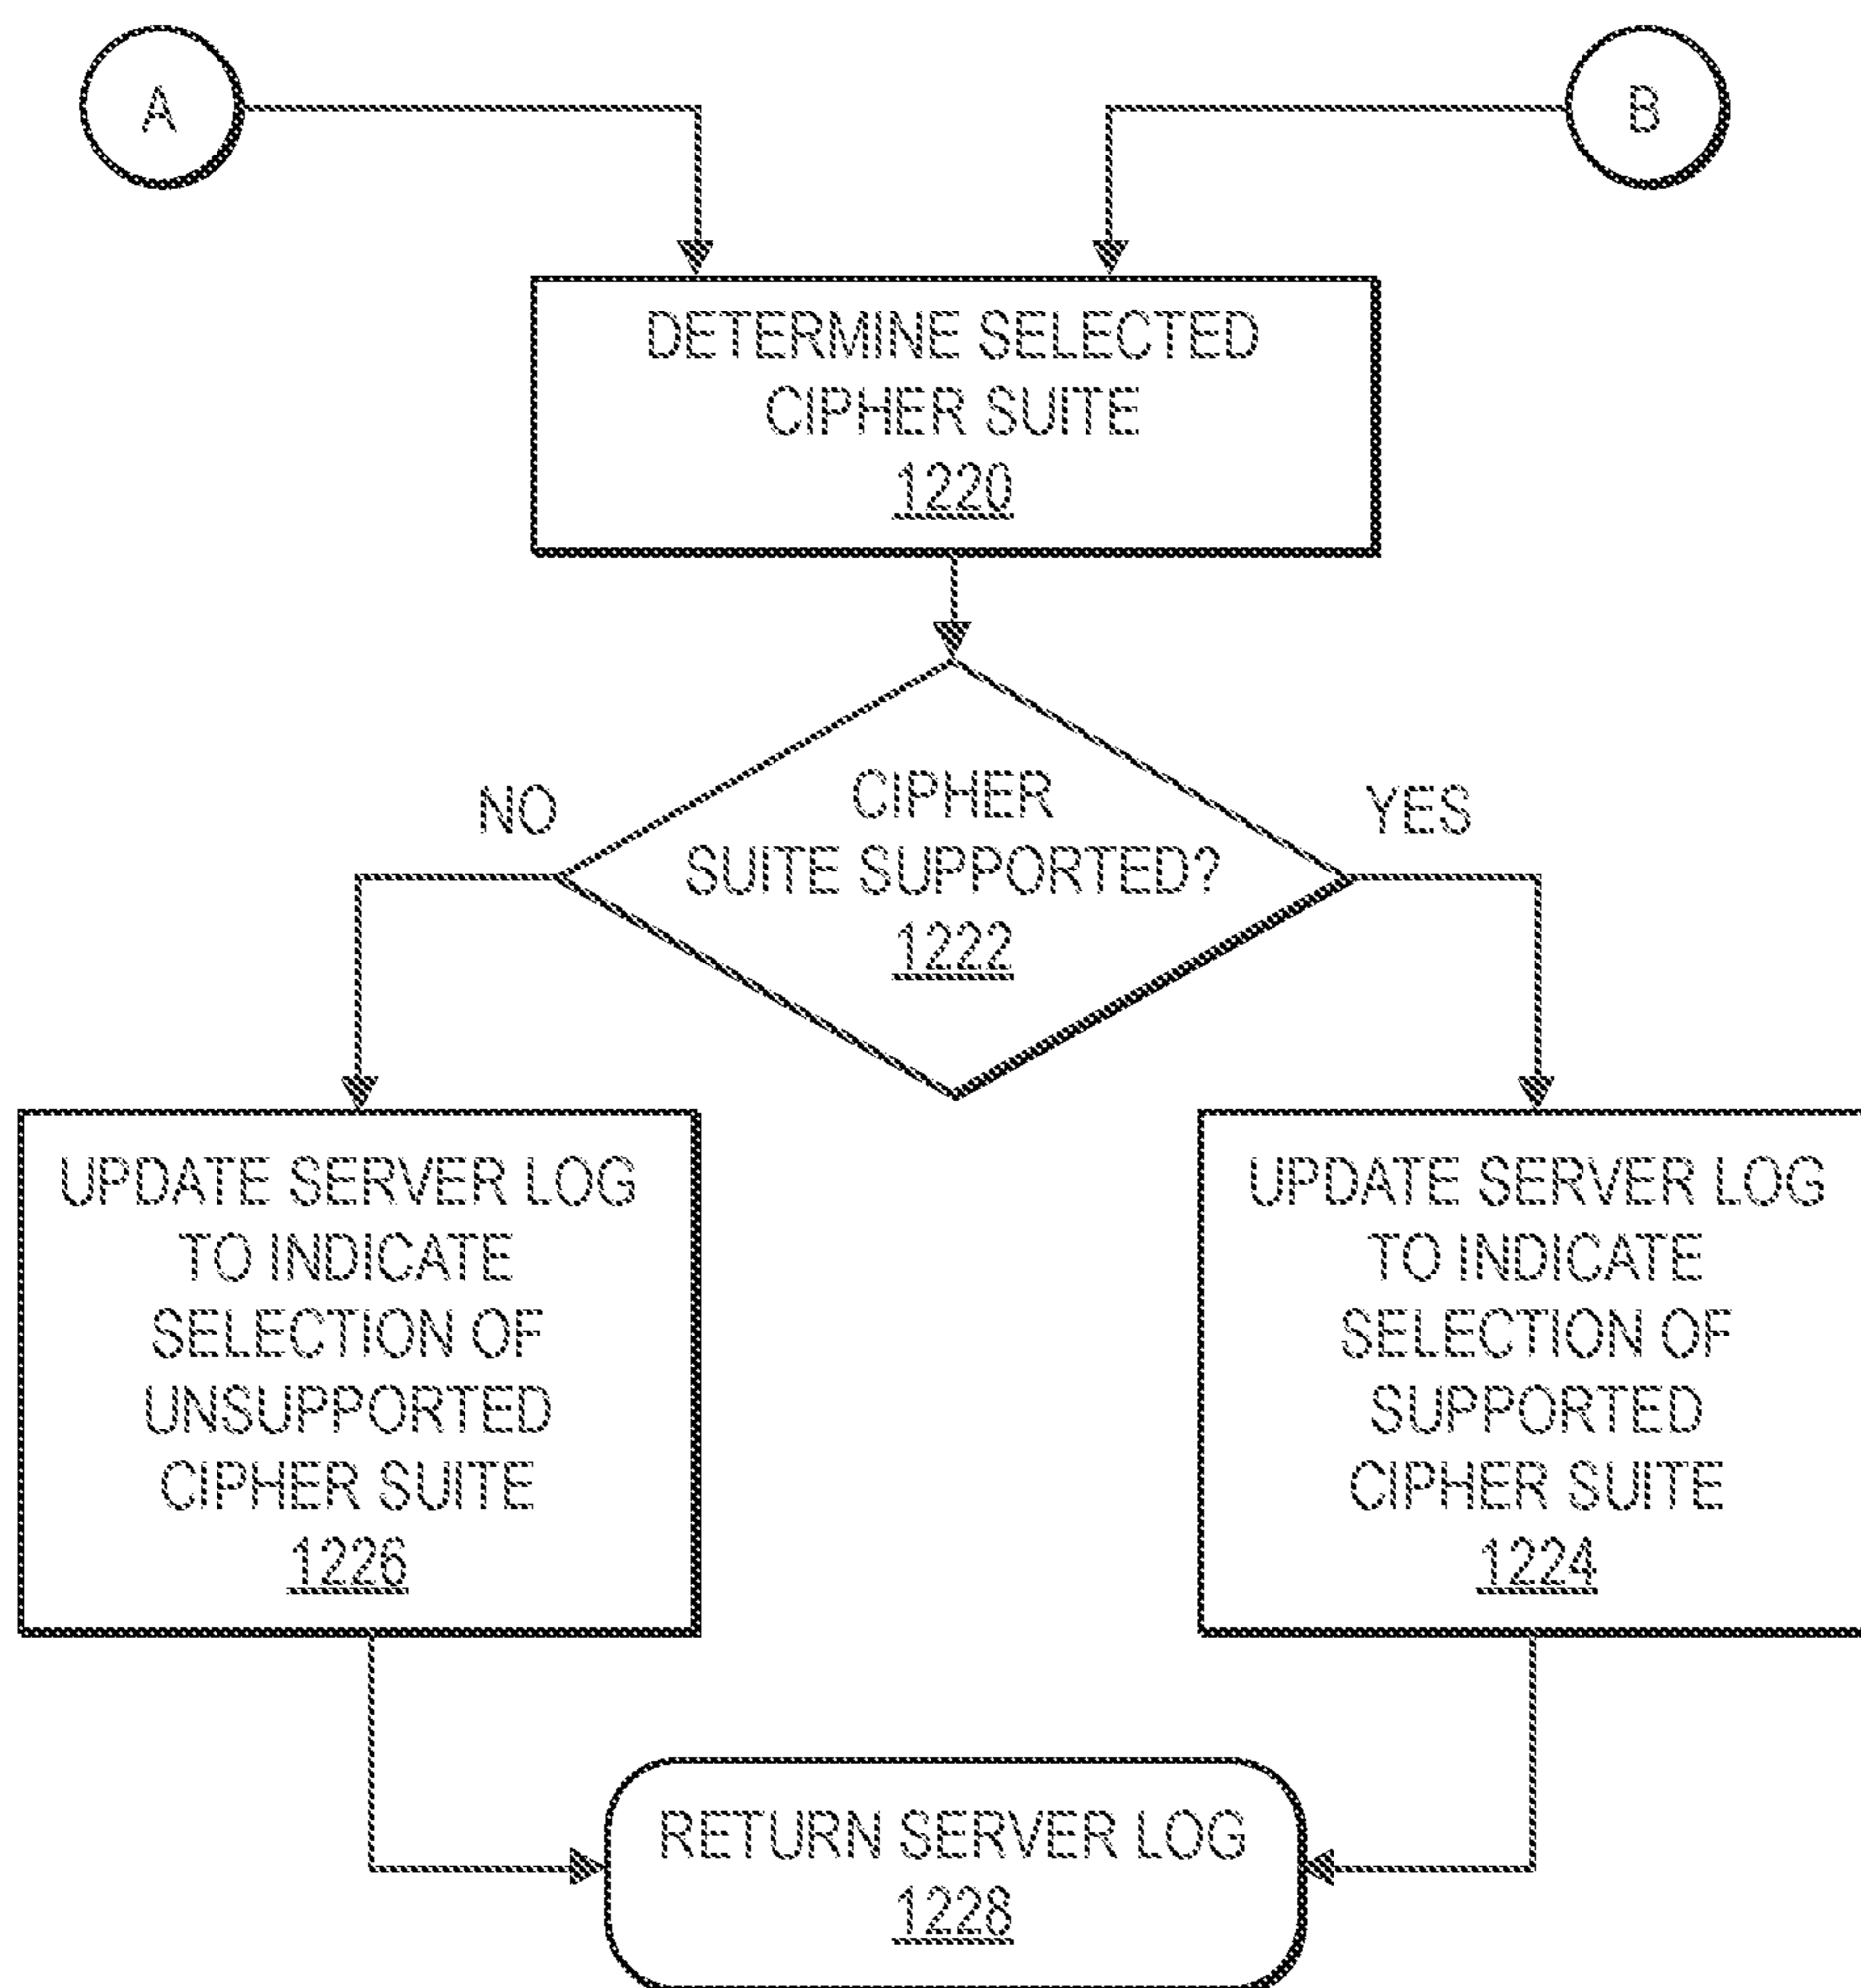 A
B
DETERMINE SELECTED
CIPHER SUITE
1220
CIPHER
SUITE SUPPORTED?
1222
NO
YES
UPDATE SERVER LOG
TO INDICATE
SELECTION OF
UNSUPPORTED
CIPHER SUITE
1226
UPDATE SERVER LOG
TO INDICATE
SELECTION OF
SUPPORTED
CIPHER SUITE
1224
RETURN SERVER LOG
1228